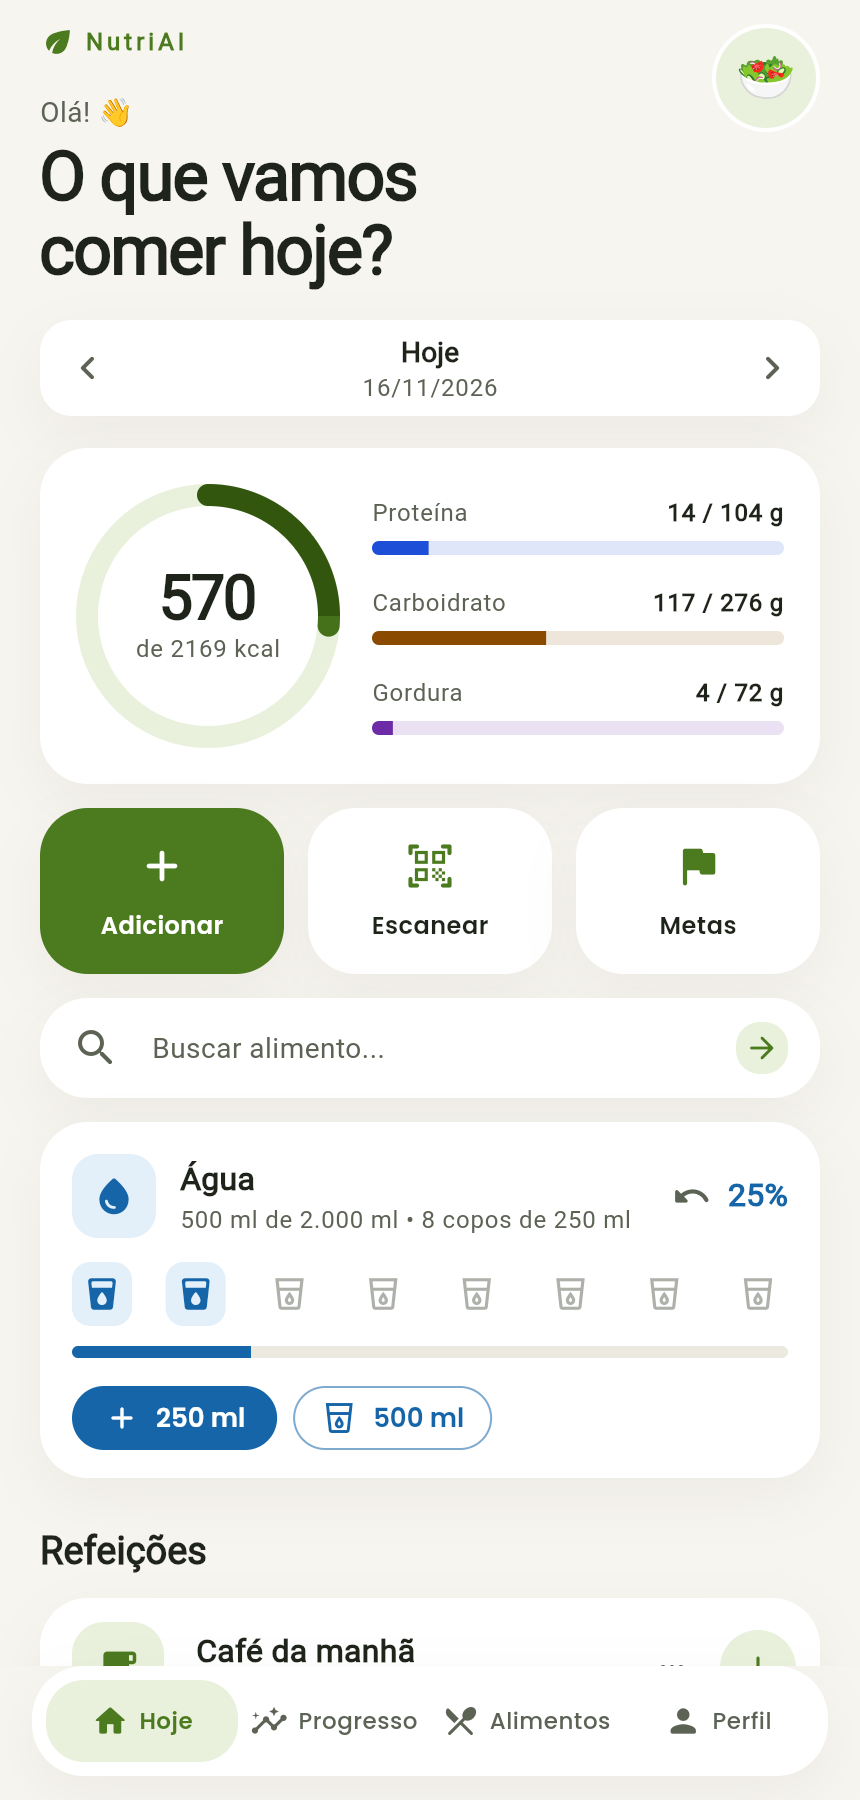 NutriAI
Olá! 👋
O que vamos
comer hoje?
Hoje
16/11/2026
570
de 2169 kcal
Proteína 14 / 104 g
Carboidrato 117 / 276 g
Gordura 4 / 72 g
Adicionar
Escanear
Metas
Buscar alimento...
Água
500 ml de 2.000 ml • 8 copos de 250 ml
25%
250 ml
500 ml
Refeições
Café da manhã
Hoje
Progresso
Alimentos
Perfil